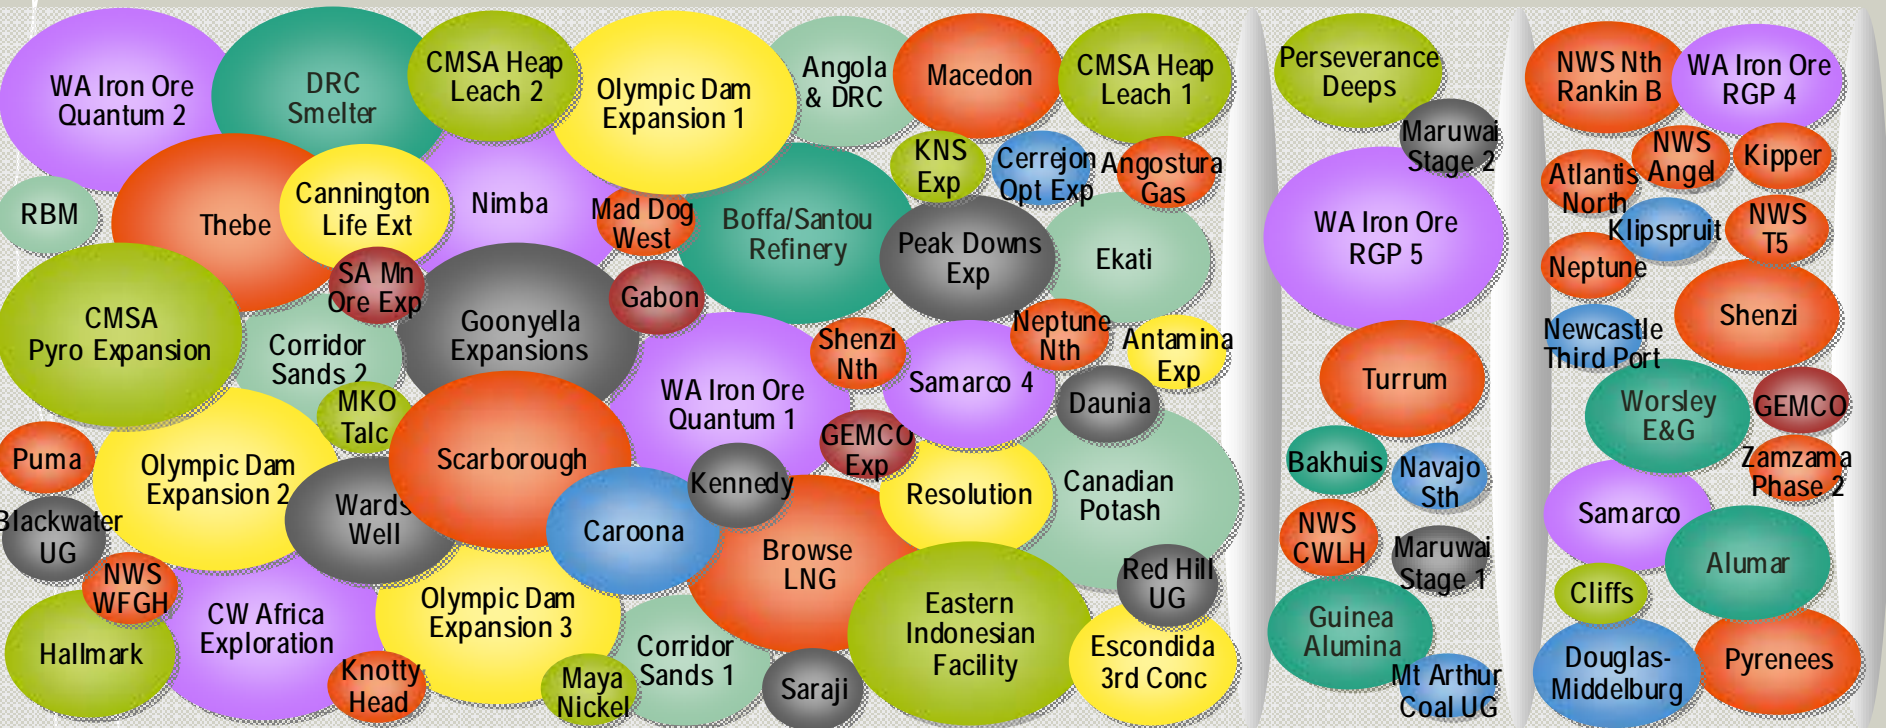 WA Iron Ore
Quantum 2
DRC
Smelter
CMSA Heap
Leach 2
Olympic Dam
Expansion 1
Angola
& DRC
Macedon
CMSA Heap
Leach 1
KNS
Exp
Cerrejon
Opt Exp
Angostura
Gas
RBM
Thebe
Cannington
Life Ext
Nimba
Mad Dog
West
Boffa/Santou
Refinery
Peak Downs
Exp
Ekati
SA Mn
Ore Exp
Gabon
CMSA
Pyro Expansion
Corridor
Sands 2
Goonyella
Expansions
Shenzi
Nth
Neptune
Nth
Antamina
Exp
WA Iron Ore
Quantum 1
Samarco 4
Daunia
MKO
Talc
GEMCO
Exp
Puma
Olympic Dam
Expansion 2
Scarborough
Kennedy
Resolution
Canadian
Potash
Blackwater
UG
Wards
Well
Caroona
Browse
LNG
NWS
WFGH
Red Hill
UG
Hallmark
CW Africa
Exploration
Olympic Dam
Expansion 3
Corridor
Sands 1
Eastern
Indonesian
Facility
Escondida
3rd Conc
Knotty
Head
Maya
Nickel
Saraji
Perseverance
Deeps
Maruwai
Stage 2
WA Iron Ore
RGP 5
Turrum
Bakhuis
Navajo
Sth
NWS
CWLH
Maruwai
Stage 1
Guinea
Alumina
Mt Arthur
Coal UG
NWS Nth
Rankin B
WA Iron Ore
RGP 4
Atlantis
North
NWS
Angel
Kipper
Klipspruit
NWS
T5
Neptune
Shenzi
Newcastle
Third Port
Worsley
E&G
GEMCO
Zamzama
Phase 2
Samarco
Alumar
Cliffs
Douglas-
Middelburg
Pyrenees